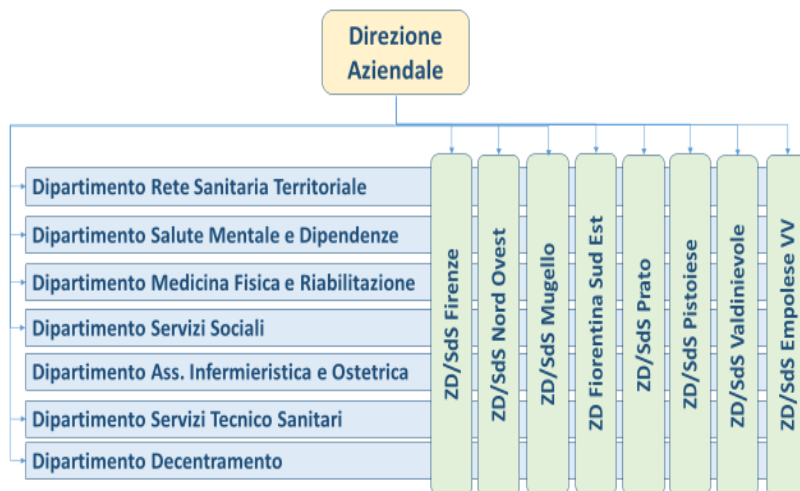 Direzione
Aziendale
Dipartimento Rete Sanitaria Territoriale
Dipartimento Salute Mentale e Dipendenze
Dipartimento Medicina Fisica e Riabilitazione
Dipartimento Servizi Sociali
Dipartimento Ass. Infermieristica e Ostetrica
Dipartimento Servizi Tecnico Sanitari
Dipartimento Decentramento
ZD/SdS Firenze
ZD/SdS Nord Ovest
ZD/SdS Mugello
ZD Fiorentina Sud Est
ZD/SdS Prato
ZD/SdS Pistoiese
ZD/SdS Valdinievole
ZD/SdS Empolese VV